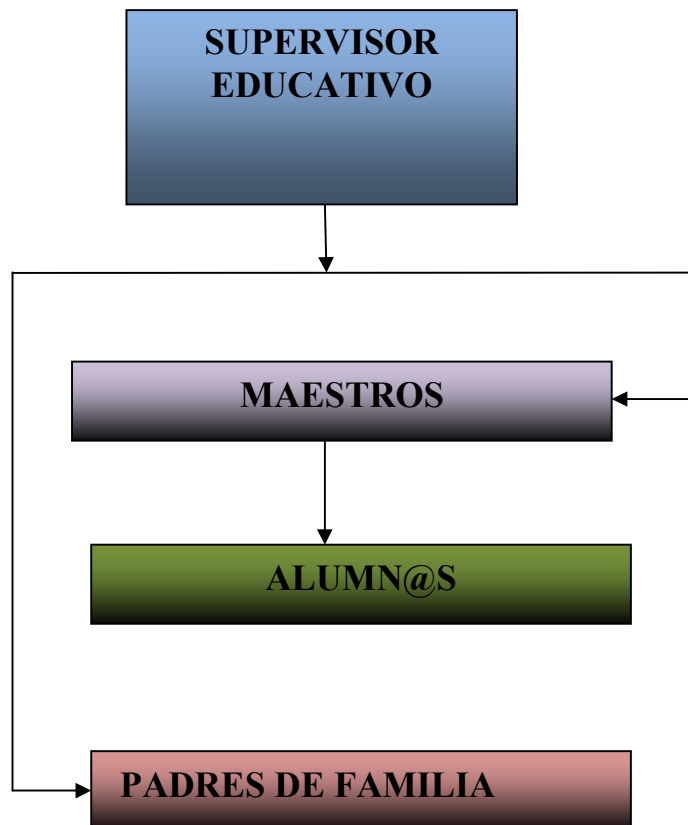 SUPERVISOR
EDUCATIVO
MAESTROS
ALUMN@S
PADRES DE FAMILIA